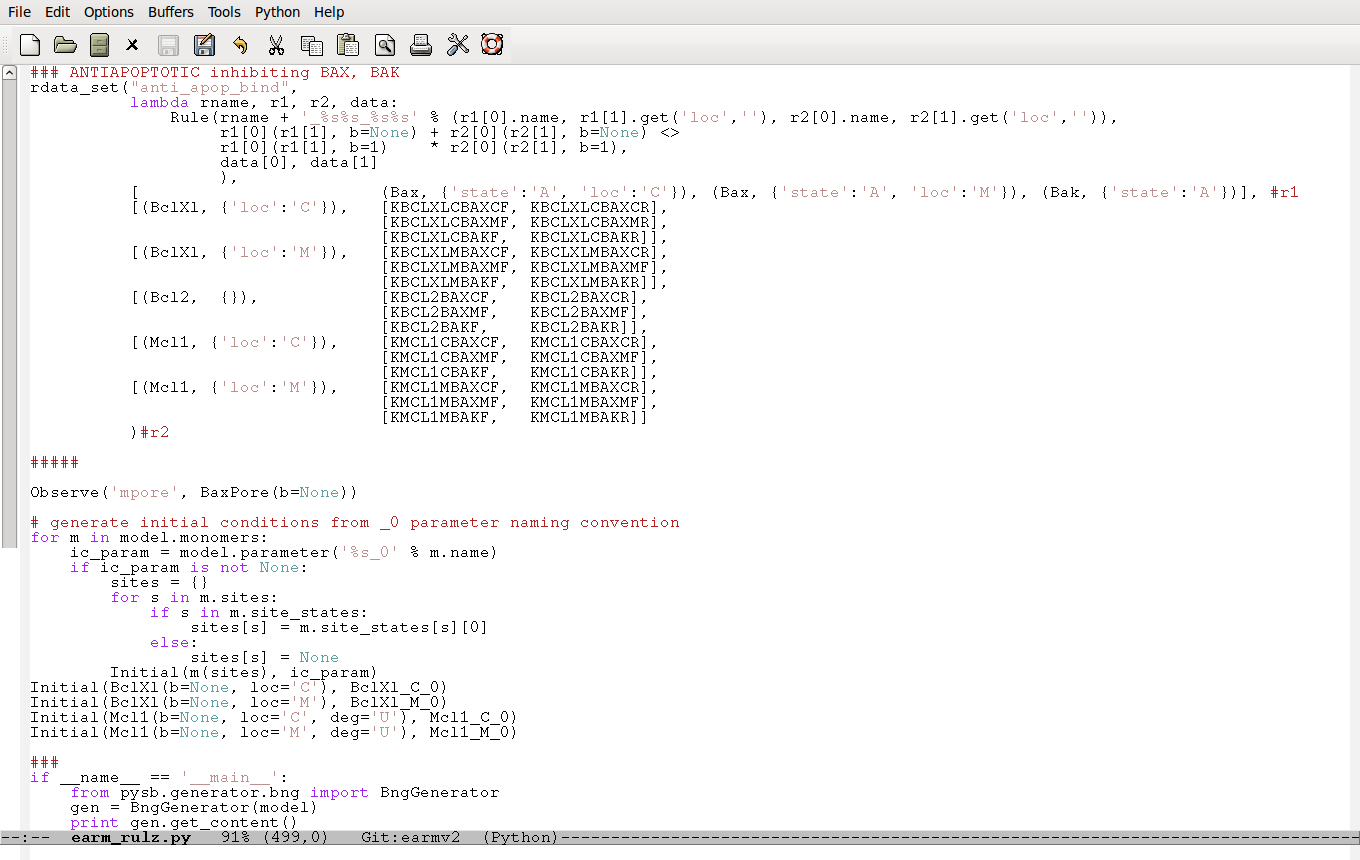 File Edit Options Buffers Tools Python Help
### ANTIAPOPTOTIC inhibiting BAX, BAK
rdata_set("anti_apop_bind",
          lambda rname, r1, r2, data:
              Rule(rname + '_%s%s_%s%s' % (r1[0].name, r1[1].get('loc',''), r2[0].name, r2[1].get('loc','')),
                   r1[0](r1[1], b=None) + r2[0](r2[1], b=None) <>
                   r1[0](r1[1], b=1)    * r2[0](r2[1], b=1),
                   data[0], data[1]
                   ),
          [                        (Bax, {'state':'A', 'loc':'C'}), (Bax, {'state':'A', 'loc':'M'}), (Bak, {'state':'A'})], #r1
          [(BclXl, {'loc':'C'}),   [KBCLXLCBAXCF, KBCLXLCBAXCR],
                                   [KBCLXLCBAXMF, KBCLXLCBAXMR],
                                   [KBCLXLCBAKF,  KBCLXLCBAKR]],
          [(BclXl, {'loc':'M'}),   [KBCLXLMBAXCF, KBCLXLMBAXCR],
                                   [KBCLXLMBAXMF, KBCLXLMBAXMF],
                                   [KBCLXLMBAKF,  KBCLXLMBAKR]],
          [(Bcl2,  {}),            [KBCL2BAXCF,   KBCL2BAXCR],
                                   [KBCL2BAXMF,   KBCL2BAXMF],
                                   [KBCL2BAKF,    KBCL2BAKR]],
          [(Mcl1, {'loc':'C'}),    [KMCL1CBAXCF,  KMCL1CBAXCR],
                                   [KMCL1CBAXMF,  KMCL1CBAXMF],
                                   [KMCL1CBAKF,   KMCL1CBAKR]],
          [(Mcl1, {'loc':'M'}),    [KMCL1MBAXCF,  KMCL1MBAXCR],
                                   [KMCL1MBAXMF,  KMCL1MBAXMF],
                                   [KMCL1MBAKF,   KMCL1MBAKR]]
          )#r2
#####
Observe('mpore', BaxPore(b=None))
# generate initial conditions from _0 parameter naming convention
for m in model.monomers:
    ic_param = model.parameter('%s_0' % m.name)
    if ic_param is not None:
        sites = {}
        for s in m.sites:
            if s in m.site_states:
                sites[s] = m.site_states[s][0]
            else:
                sites[s] = None
        Initial(m(sites), ic_param)
Initial(BclXl(b=None, loc='C'), BclXl_C_0)
Initial(BclXl(b=None, loc='M'), BclXl_M_0)
Initial(Mcl1(b=None, loc='C', deg='U'), Mcl1_C_0)
Initial(Mcl1(b=None, loc='M', deg='U'), Mcl1_M_0)
###
if __name__ == '__main__':
    from pysb.generator.bng import BngGenerator
    gen = BngGenerator(model)
    print gen.get_content()
--:--  earm_rulz.py   91% (499,0)   Git:earmv2  (Python)--------------------------------------------------------------------------------